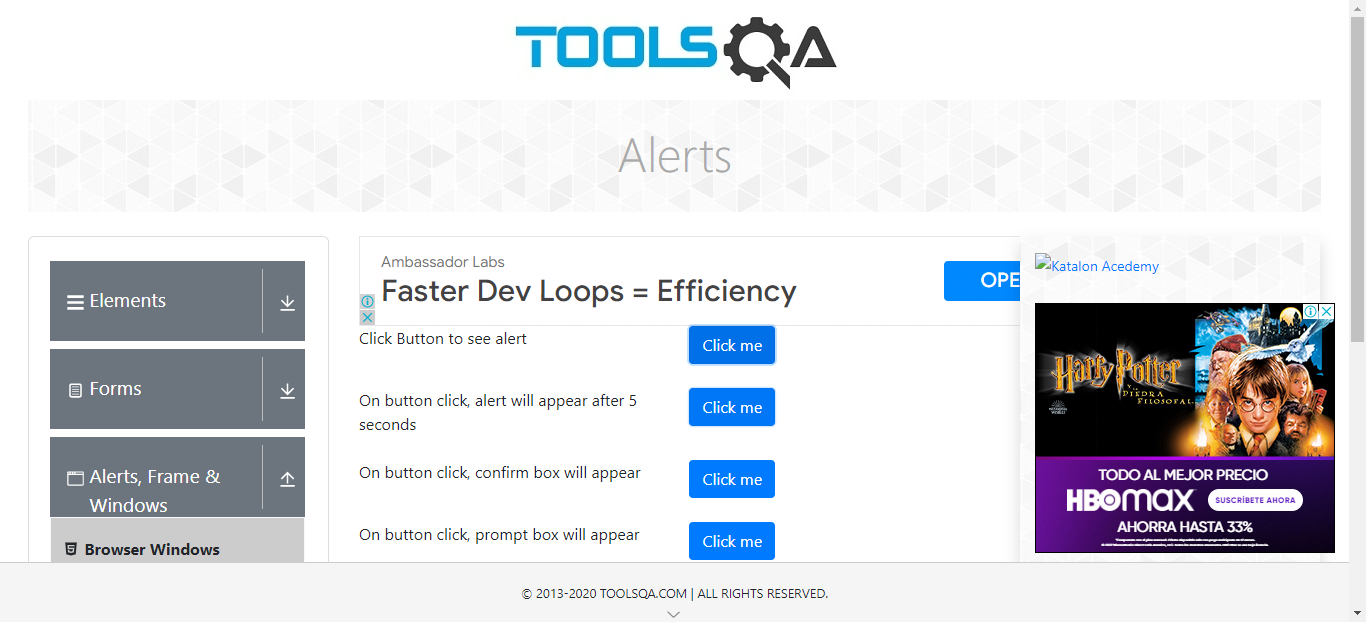 TOOLSQA
Alerts
Elements
Forms
Alerts, Frame &
Windows
Browser Windows
Ambassador Labs
Faster Dev Loops = Efficiency
OPE
Click Button to see alert
Click me
On button click, alert will appear after 5
seconds
Click me
On button click, confirm box will appear
Click me
On button click, prompt box will appear
Click me
Katalon Acedemy
Harry Potter
Y LA
PIEDRA
FILOSOFAL
TODO AL MEJOR PRECIO
HBOMAX
SUSCRÍBETE AHORA
AHORRA HASTA 33%
© 2013-2020 TOOLSQA.COM | ALL RIGHTS RESERVED.